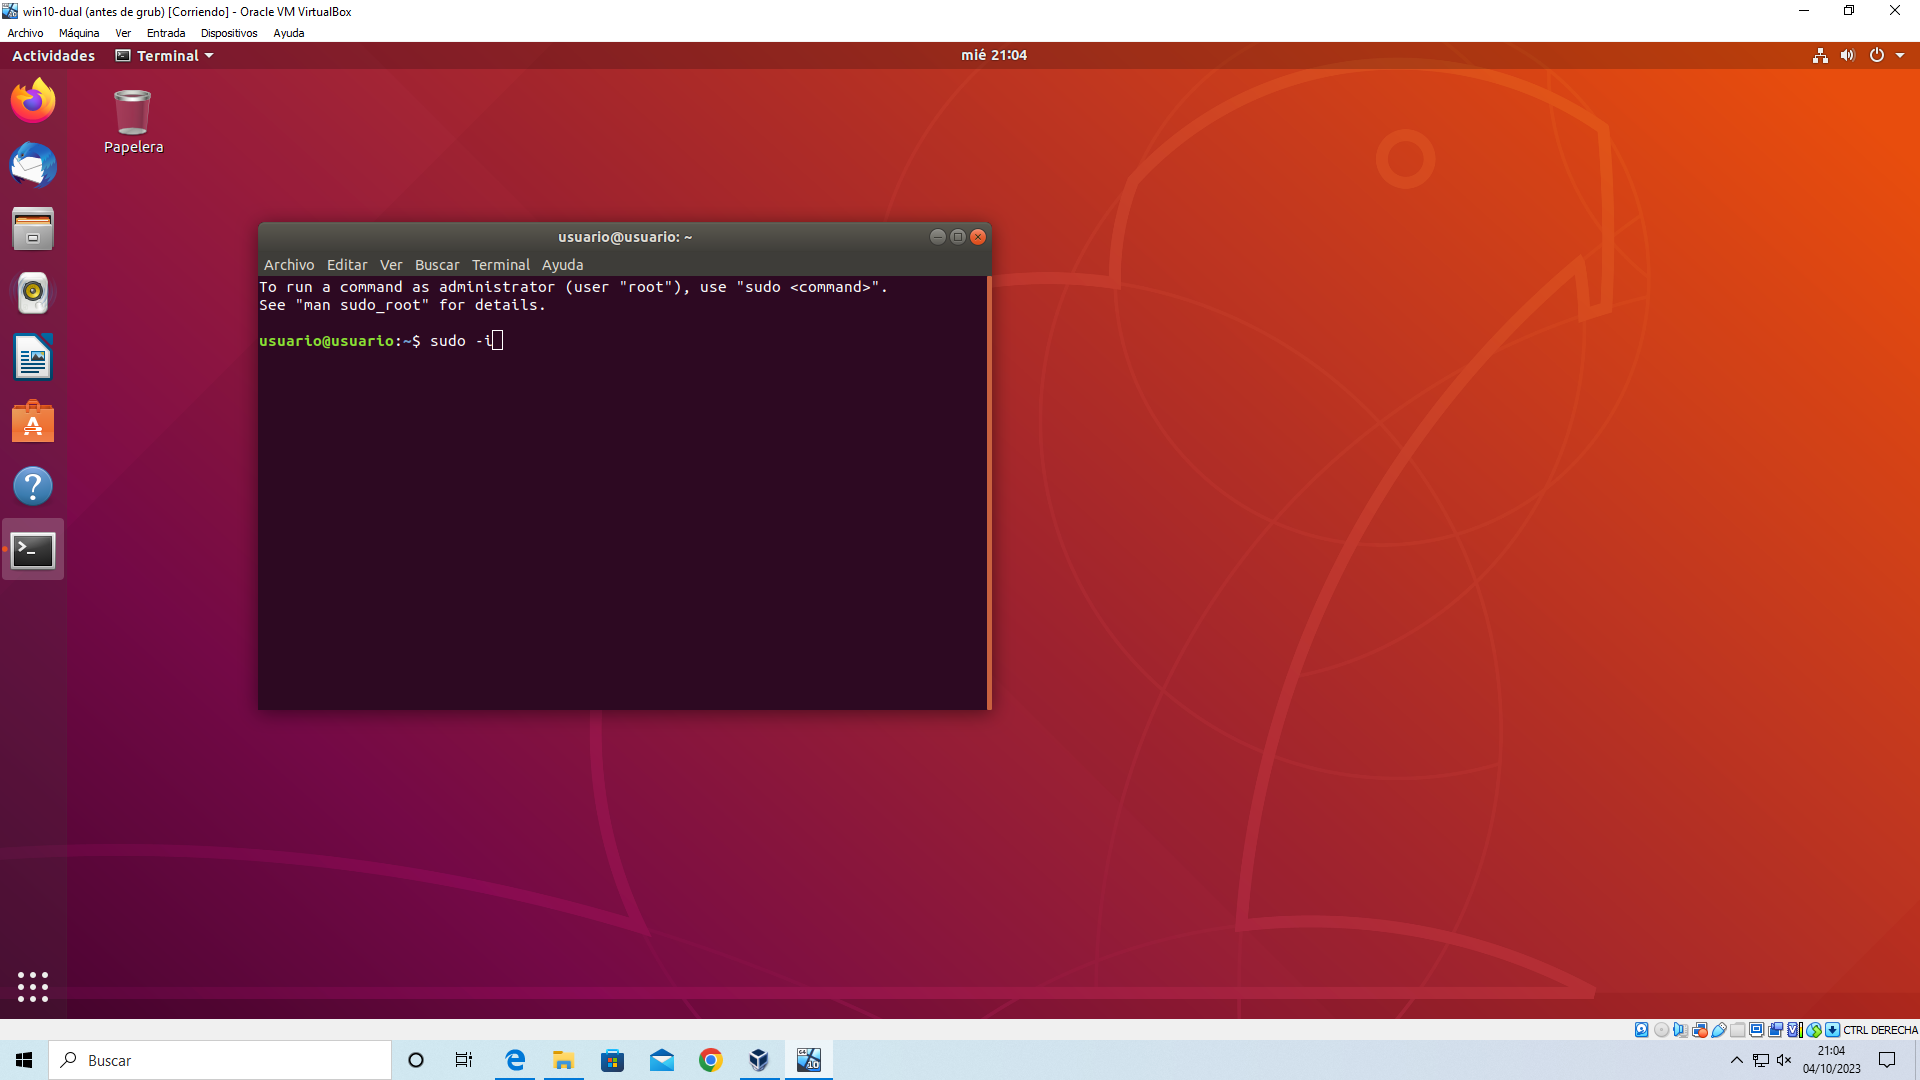 win10-dual (antes de grub) [Corriendo] - Oracle VM VirtualBox
Archivo Máquina Ver Entrada Dispositivos Ayuda
Actividades Terminal mié 21:04
Papelera
usuario@usuario: ~
Archivo Editar Ver Buscar Terminal Ayuda
To run a command as administrator (user "root"), use "sudo <command>".
See "man sudo_root" for details.
usuario@usuario:~$ sudo -i
CTRL DERECHA
Buscar
21:04
04/10/2023